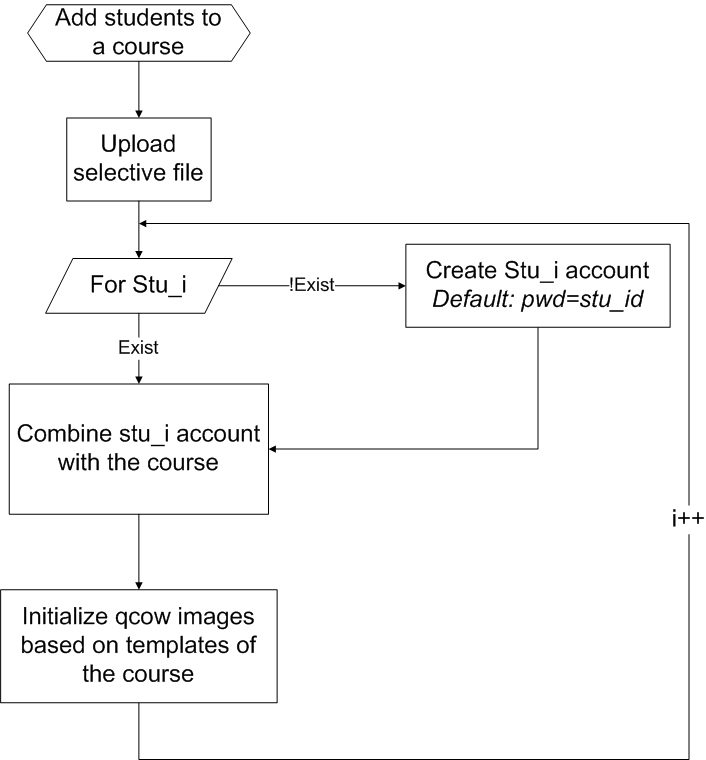 Add students to
a course
Upload
selective file
For Stu_i
!Exist
Create Stu_i account
Default: pwd=stu_id
Exist
Combine stu_i account
with the course
i++
Initialize qcow images
based on templates of
the course